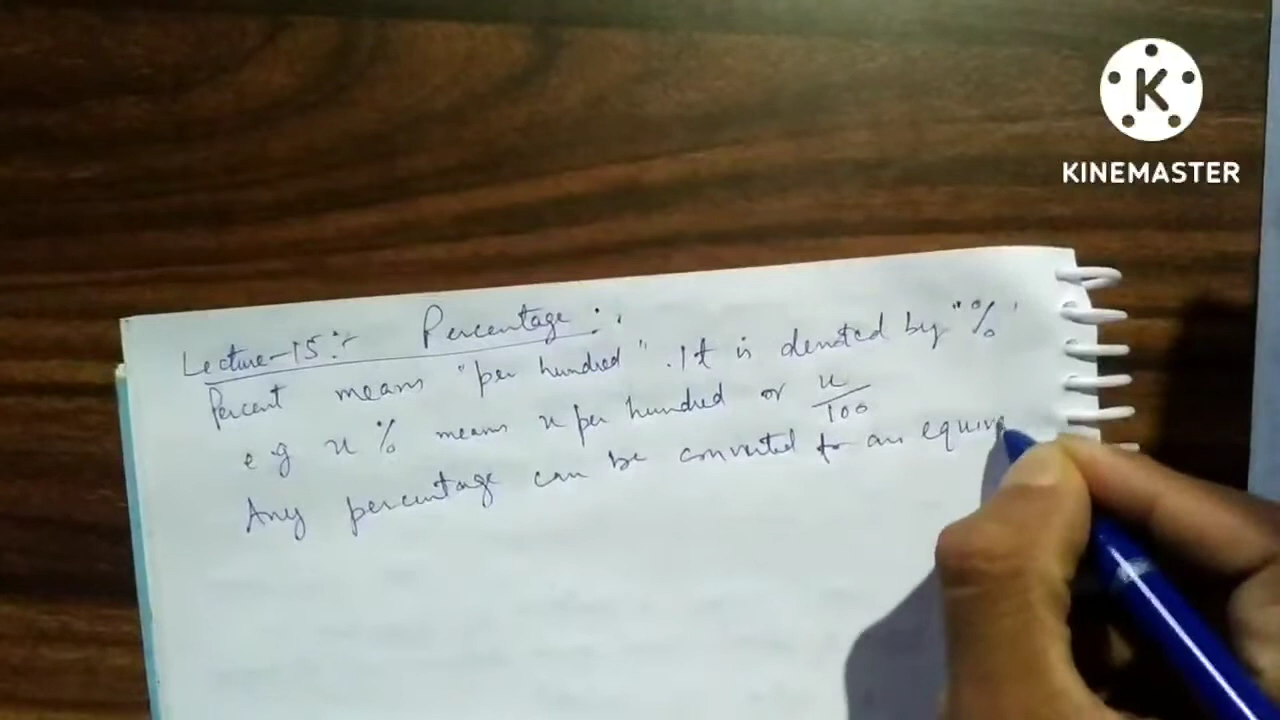 K
KINEMASTER
Lecture-15:- Percentage :.
Percent means "per hundred". It is denoted by "%"
e.g x % means x per hundred or x/100
Any percentage can be converted to an equiva